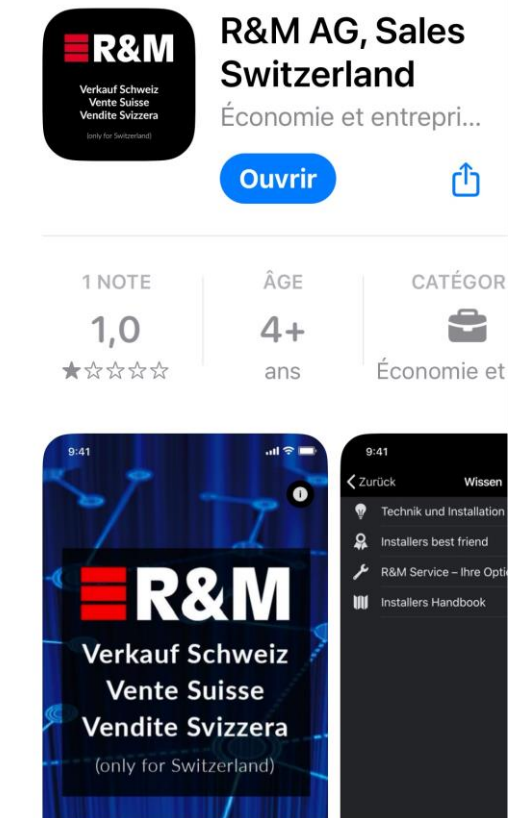 R&M
Verkauf Schweiz
Vente Suisse
Vendite Svizzera
(only for Switzerland)
R&M AG, Sales
Switzerland
Économie et entrepri...
Ouvrir
1 NOTE
1,0
ÂGE
4+
ans
CATÉGOR
Économie et
9:41
R&M
Verkauf Schweiz
Vente Suisse
Vendite Svizzera
(only for Switzerland)
9:41
Zurück Wissen
Technik und Installation
Installers best friend
R&M Service – Ihre Opti
Installers Handbook